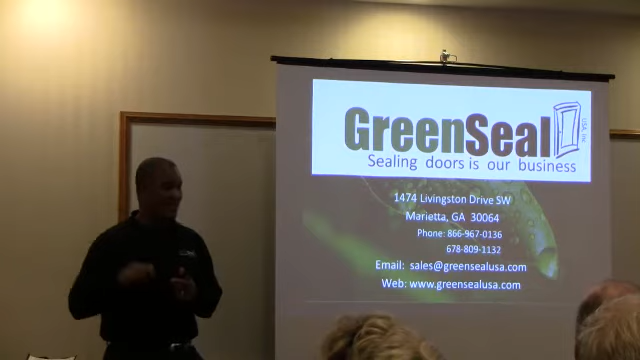 GreenSeal
USA, Inc
Sealing doors is our business
1474 Livingston Drive SW
Marietta, GA 30064
Phone: 866-967-0136
678-809-1132
Email: sales@greensealusa.com
Web: www.greensealusa.com